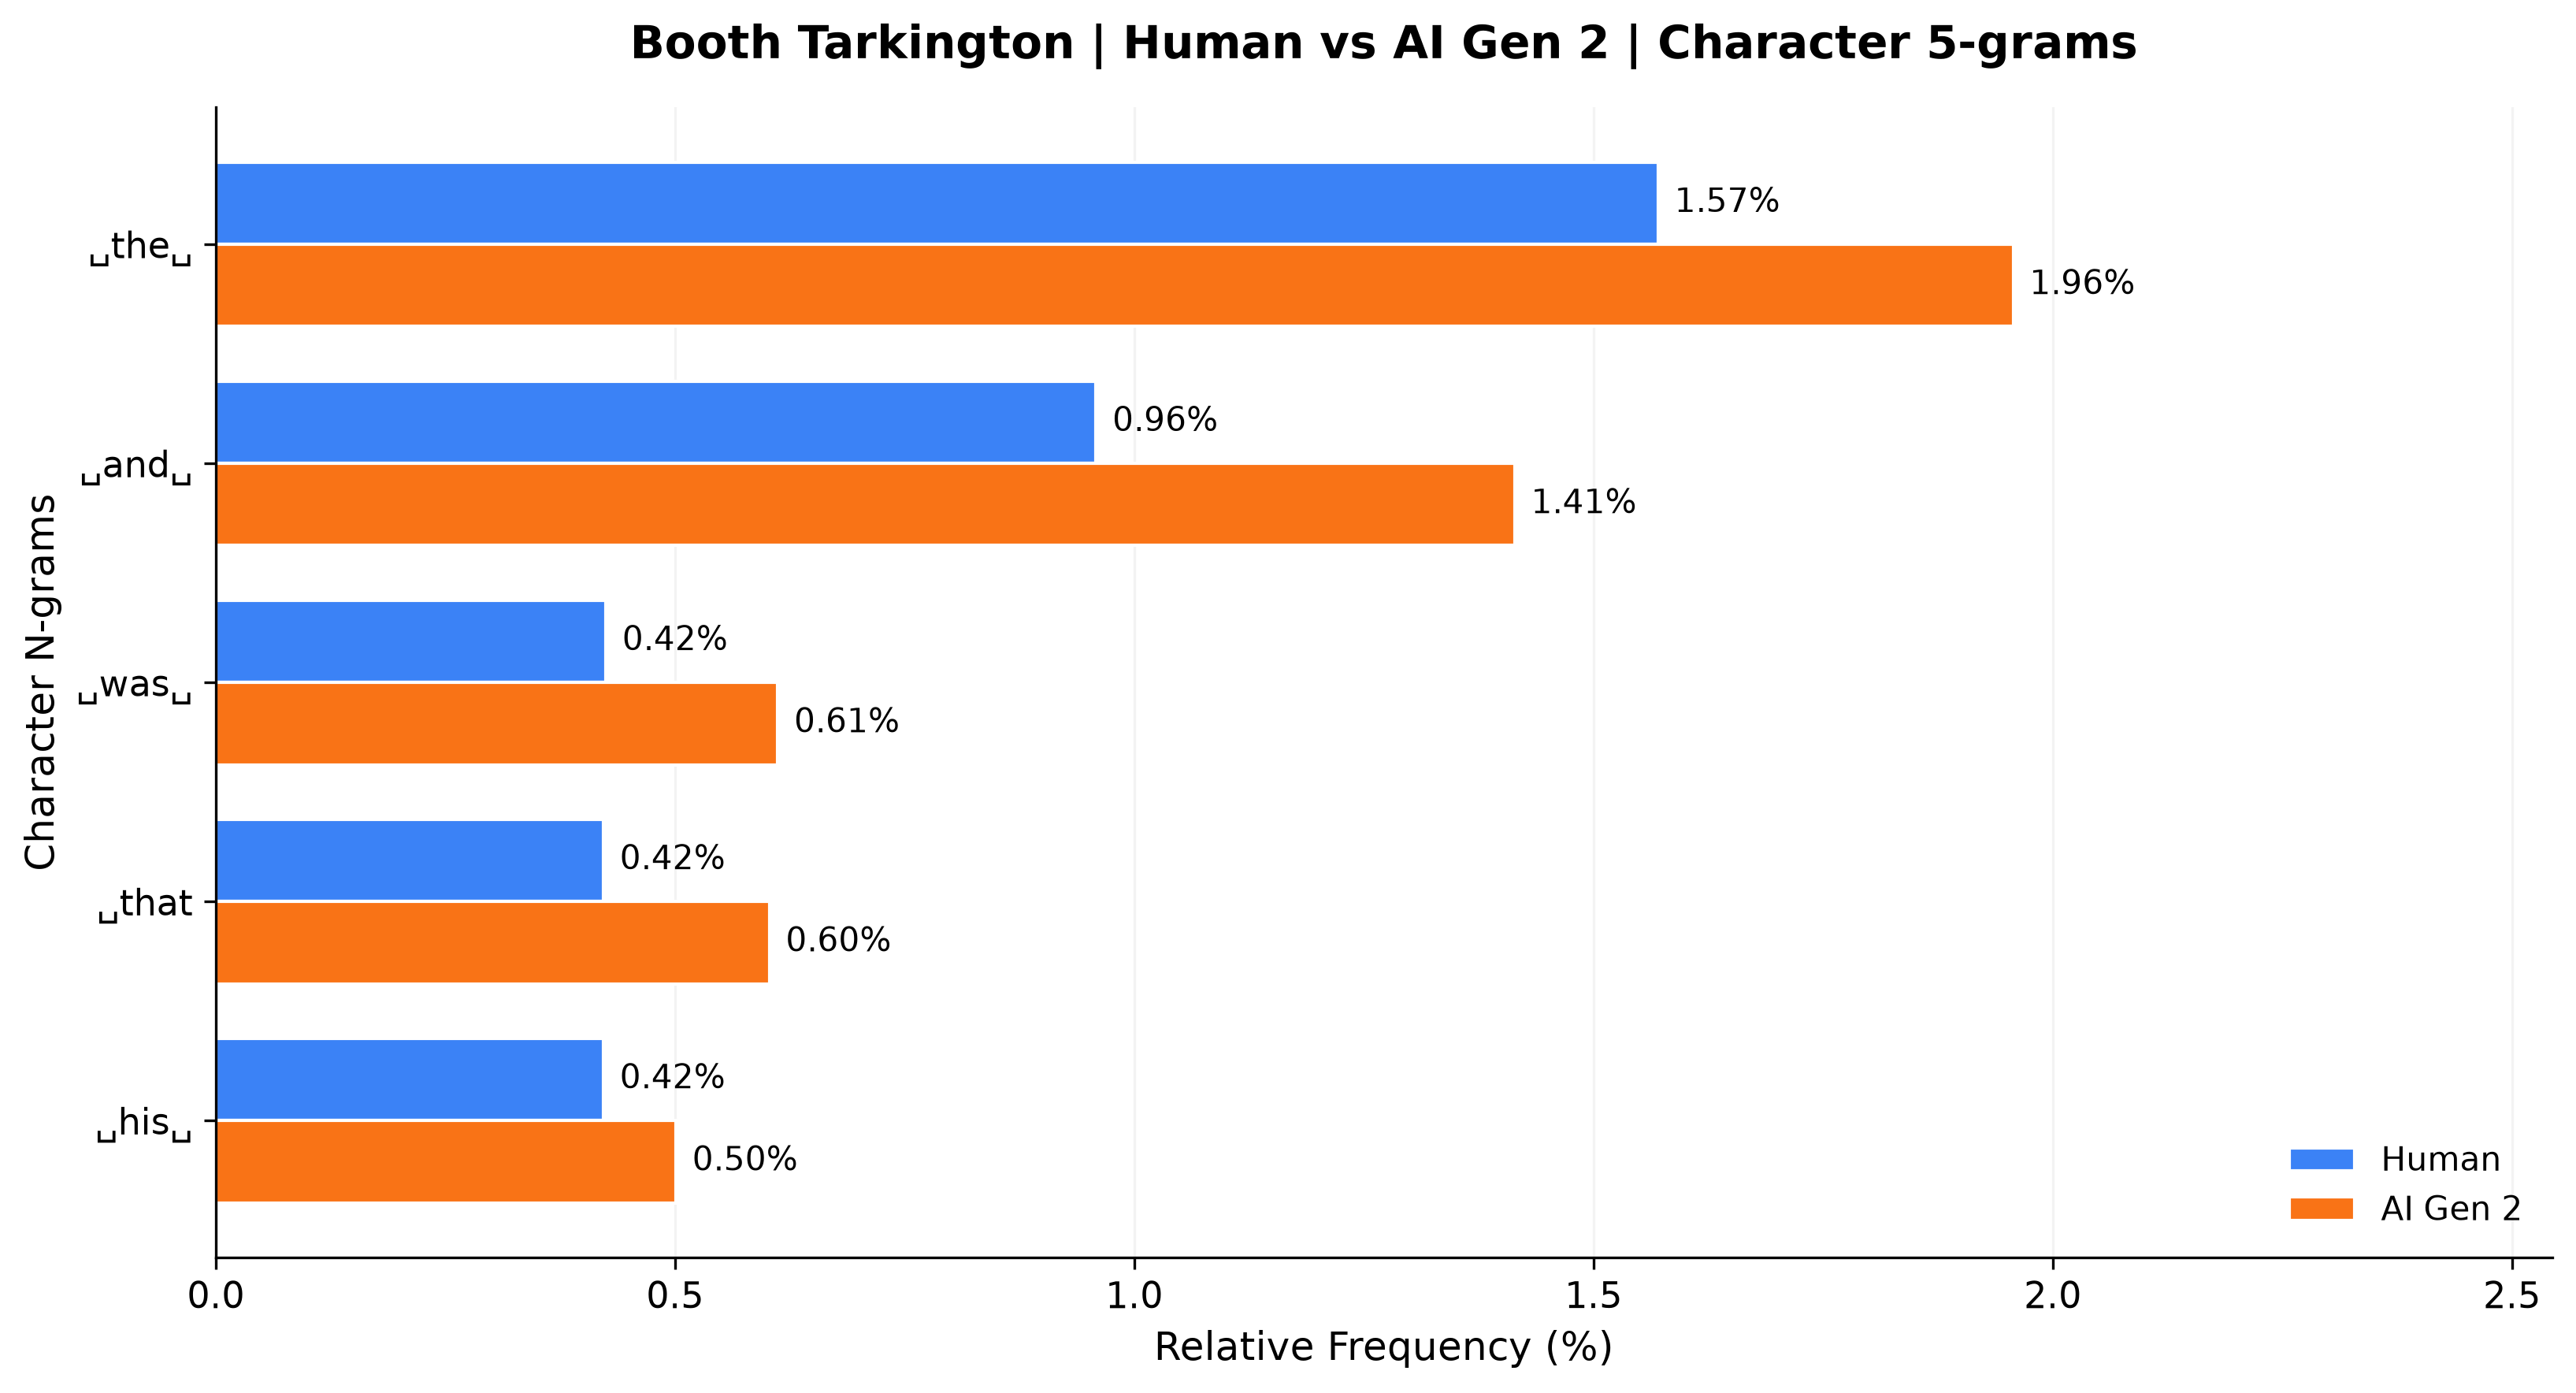 Booth Tarkington | Human vs AI Gen 2 | Character 5-grams
Character N-grams
␣the␣
1.57%
1.96%
␣and␣
0.96%
1.41%
␣was␣
0.42%
0.61%
␣that
0.42%
0.60%
␣his␣
0.42%
0.50%
Human
AI Gen 2
0.0 0.5 1.0 1.5 2.0 2.5
Relative Frequency (%)